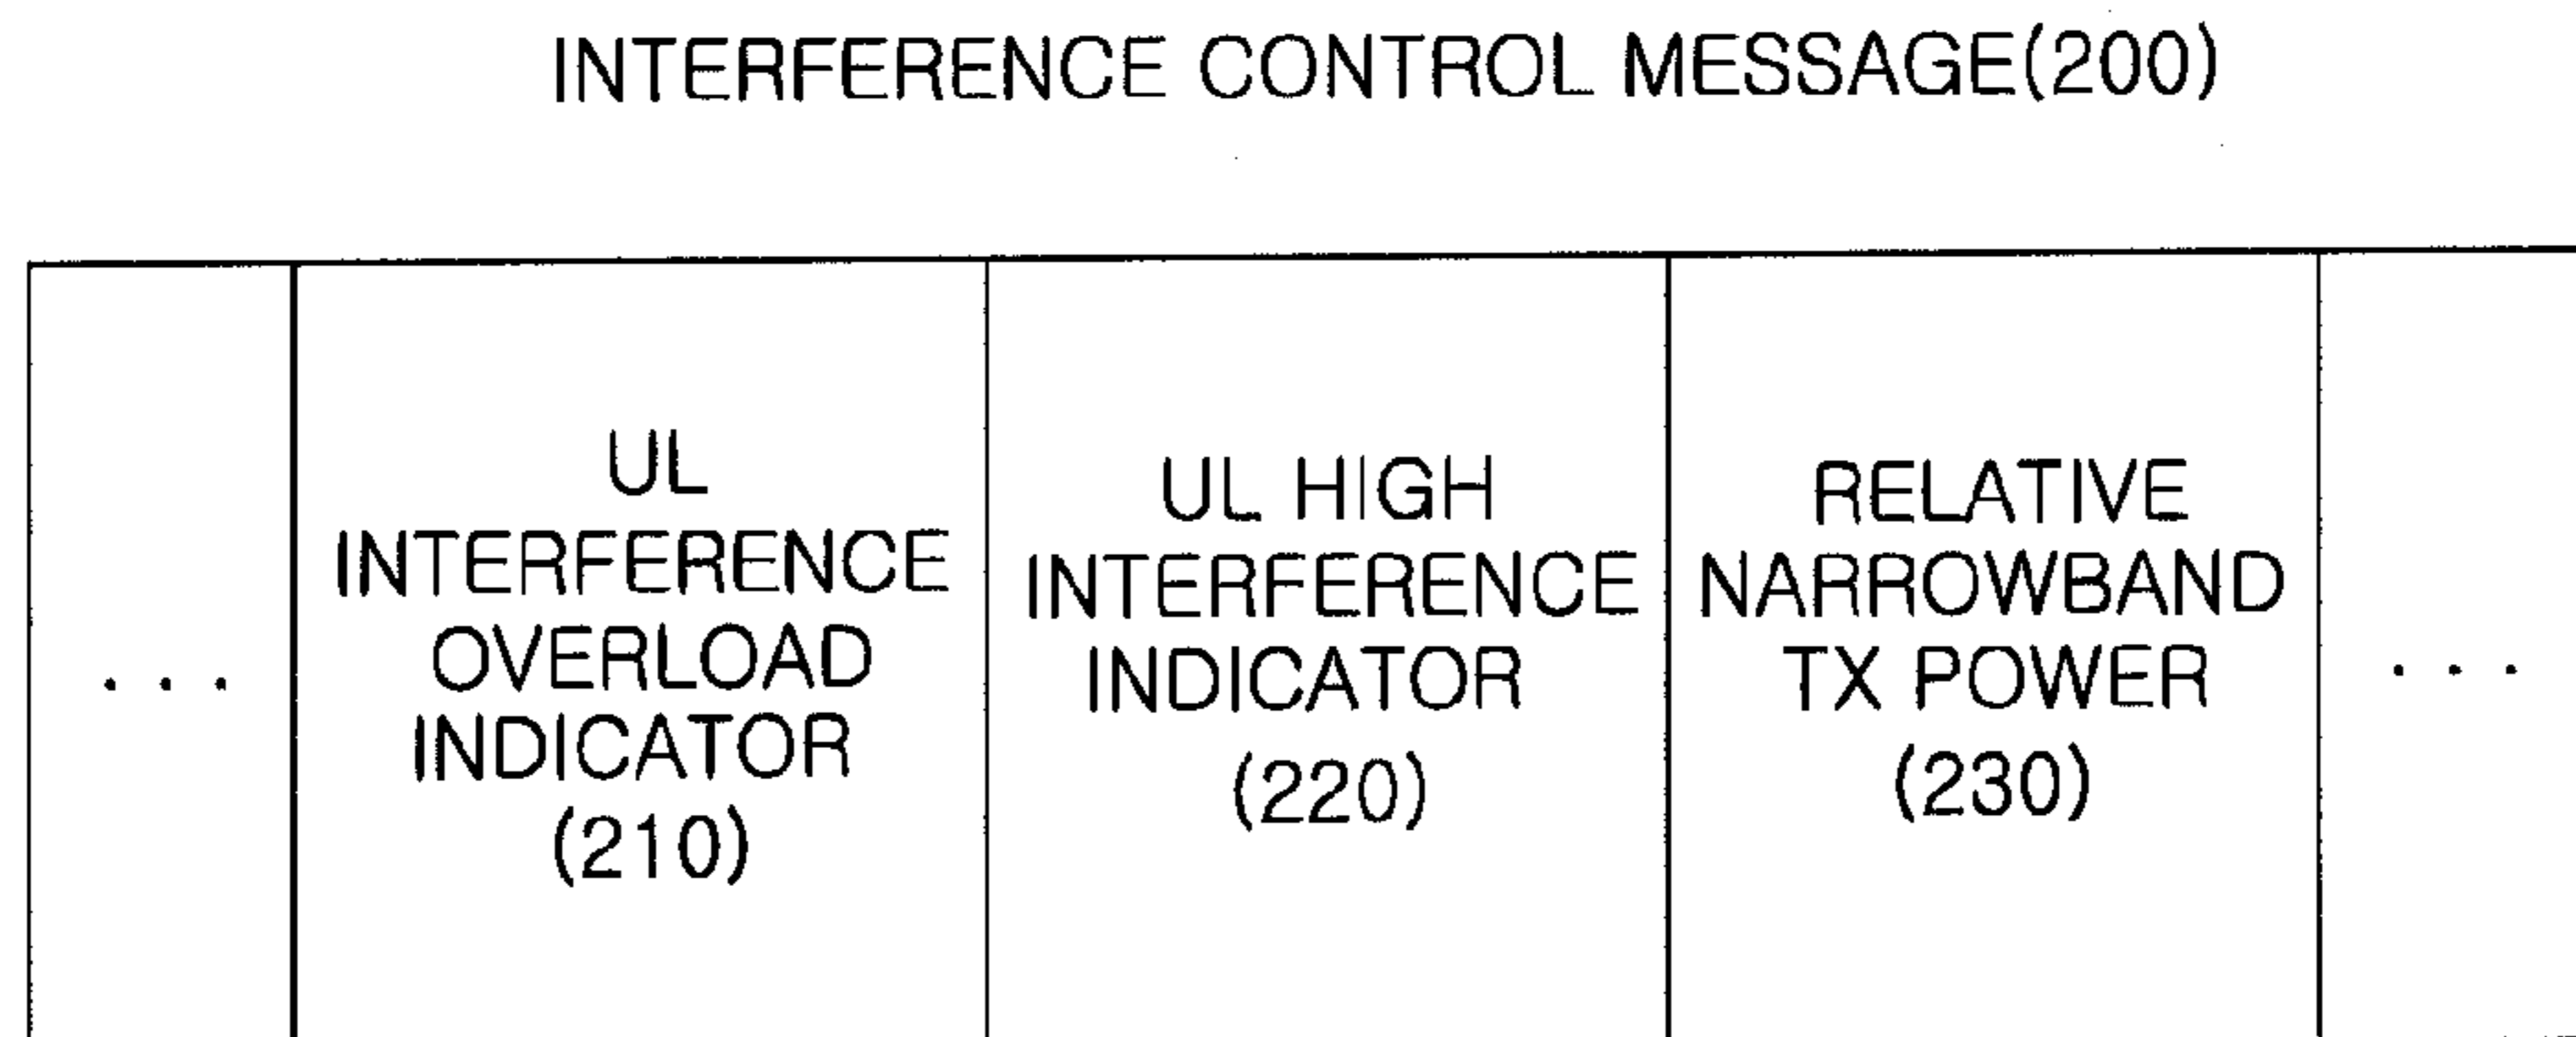 INTERFERENCE CONTROL MESSAGE(200)
. . .
UL
INTERFERENCE
OVERLOAD
INDICATOR
(210)
UL HIGH
INTERFERENCE
INDICATOR
(220)
RELATIVE
NARROWBAND
TX POWER
(230)
. . .